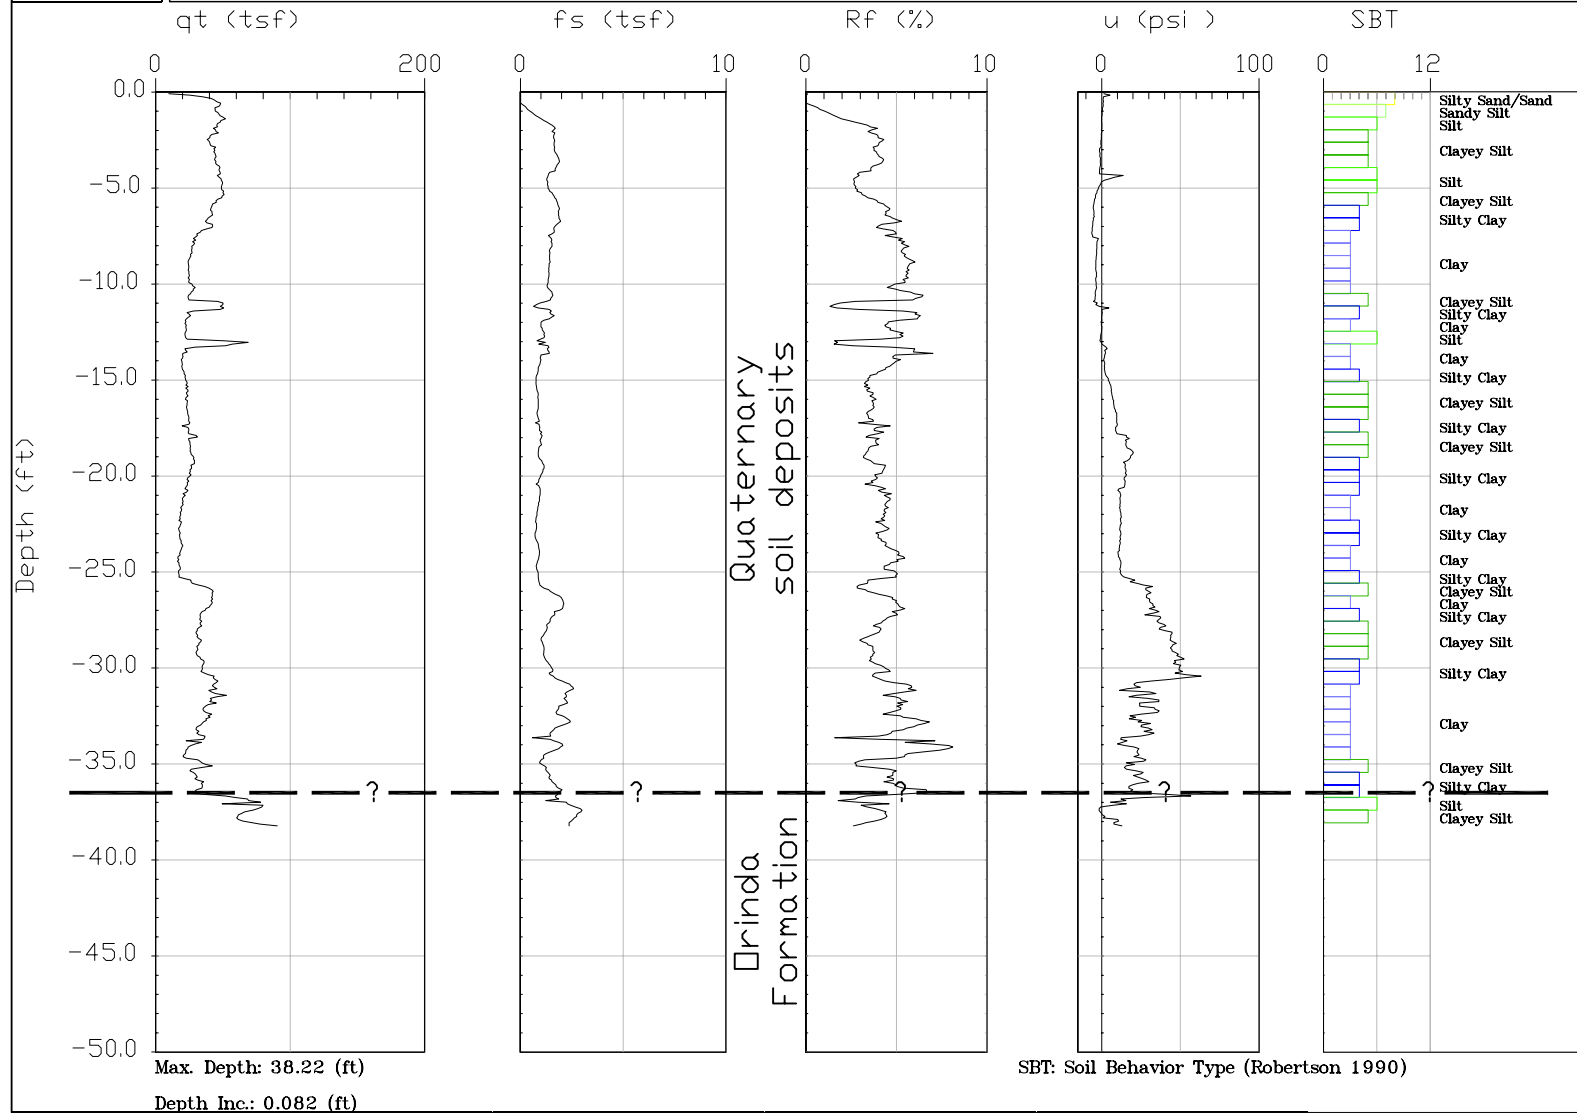 qt (tsf) fs (tsf) Rf (%) u (psi ) SBT
0 200 0 10 0 10 0 100 0 12
0.0
-5.0
-10.0
-15.0
-20.0
-25.0
-30.0
-35.0
-40.0
-45.0
-50.0
Depth (ft)
Quaternary
soil deposits
Orinda
Formation
? ? ? ? ?
Silty Sand/Sand
Sandy Silt
Silt
Clayey Silt
Silt
Clayey Silt
Silty Clay
Clay
Clayey Silt
Silty Clay
Clay
Silt
Clay
Silty Clay
Clayey Silt
Silty Clay
Clayey Silt
Silty Clay
Clay
Silty Clay
Clay
Silty Clay
Clayey Silt
Clay
Silty Clay
Clayey Silt
Silty Clay
Clay
Clayey Silt
Silty Clay
Silt
Clayey Silt
Max. Depth: 38.22 (ft)
SBT: Soil Behavior Type (Robertson 1990)
Depth Inc.: 0.082 (ft)